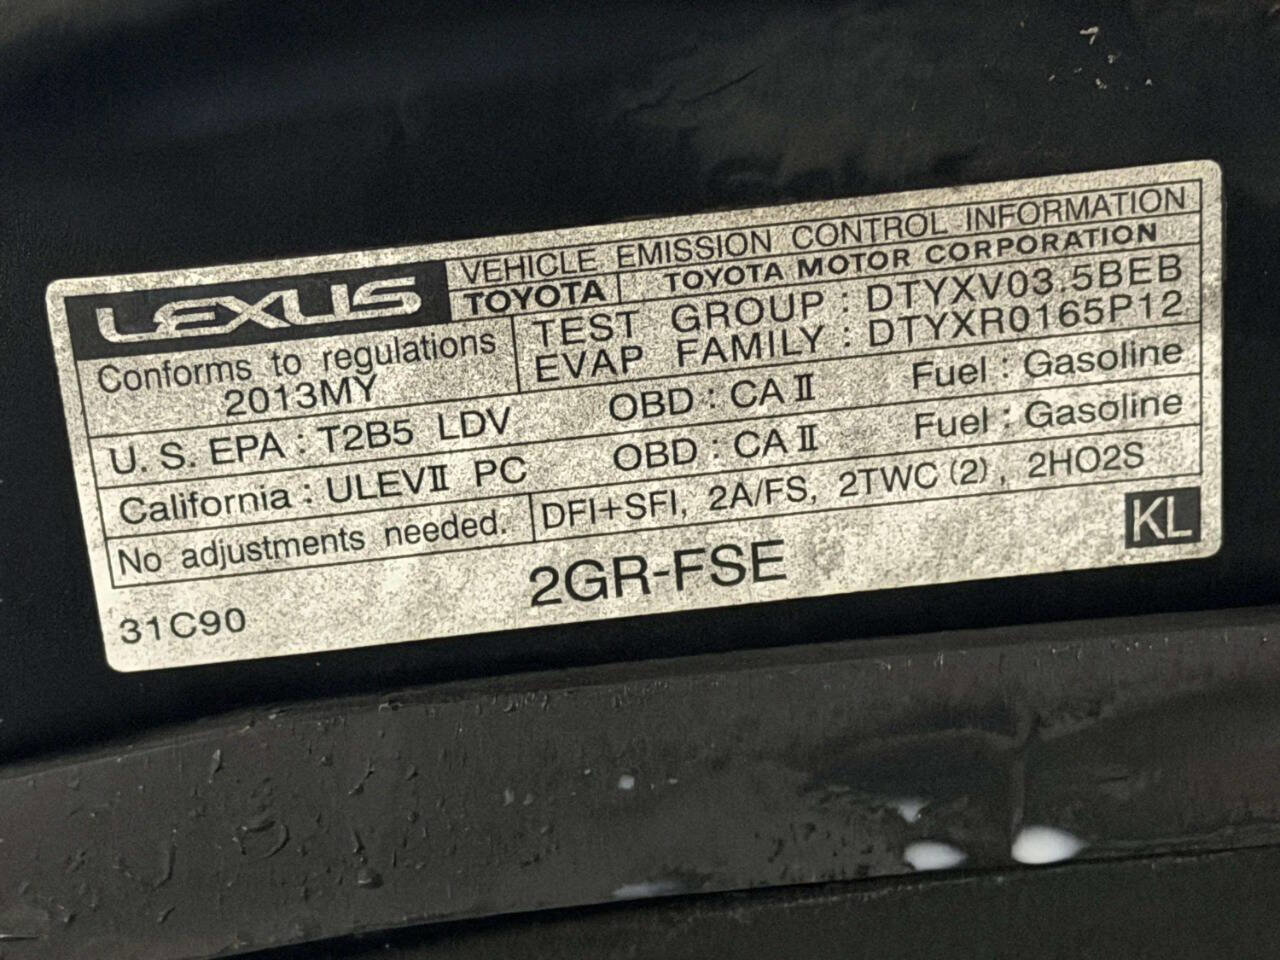 LEXUS
VEHICLE EMISSION CONTROL INFORMATION
TOYOTA TOYOTA MOTOR CORPORATION
Conforms to regulations
2013MY
TEST GROUP : DTYXV03.5BEB
EVAP FAMILY : DTYXR0165P12
U. S. EPA : T2B5 LDV OBD : CA II Fuel : Gasoline
California : ULEVII PC OBD : CA II Fuel : Gasoline
No adjustments needed. DFI+SFI, 2A/FS, 2TWC (2) , 2HO2S
31C90 2GR-FSE KL